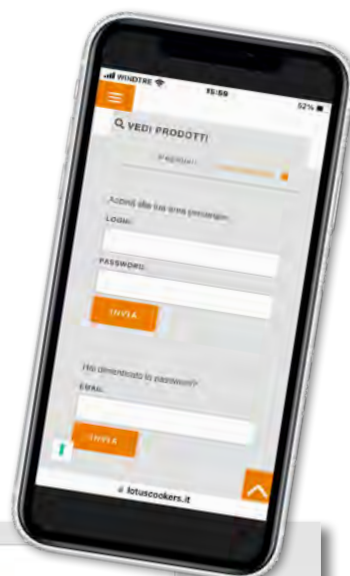 WINDTRE 15:59 52%
VEDI PRODOTTI
Accedi alla tua area personale:
LOGIN:
PASSWORD:
INVIA
Hai dimenticato la password?
EMAIL:
INVIA
lotuscookers.it